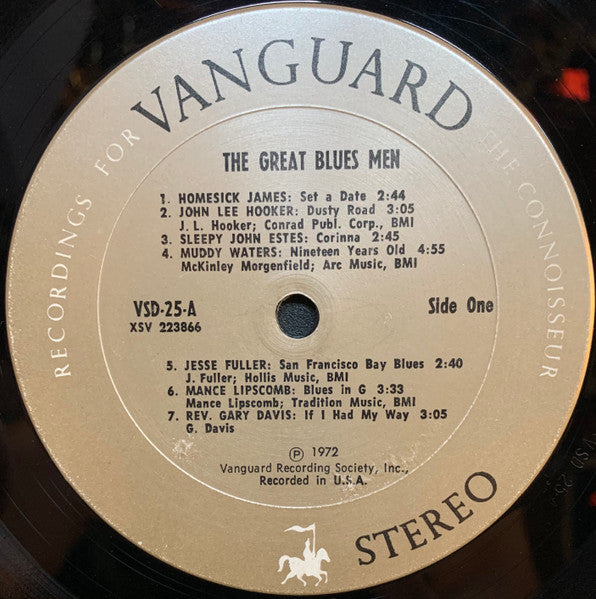 RECORDINGS FOR VANGUARD THE CONNOISSEUR
THE GREAT BLUES MEN
1. HOMESICK JAMES: Set a Date 2:44
2. JOHN LEE HOOKER: Dusty Road 3:05
J. L. Hooker; Conrad Publ. Corp., BMI
3. SLEEPY JOHN ESTES: Corinna 2:45
4. MUDDY WATERS: Nineteen Years Old 4:55
McKinley Morgenfield; Arc Music, BMI
VSD-25-A
Side One
XSV 223866
5. JESSE FULLER: San Francisco Bay Blues 2:40
J. Fuller; Hollis Music, BMI
6. MANCE LIPSCOMB: Blues in G 3:33
Mance Lipscomb; Tradition Music, BMI
7. REV. GARY DAVIS: If I Had My Way 3:05
G. Davis
Ⓟ 1972
Vanguard Recording Society, Inc.,
Recorded in U.S.A.
STEREO